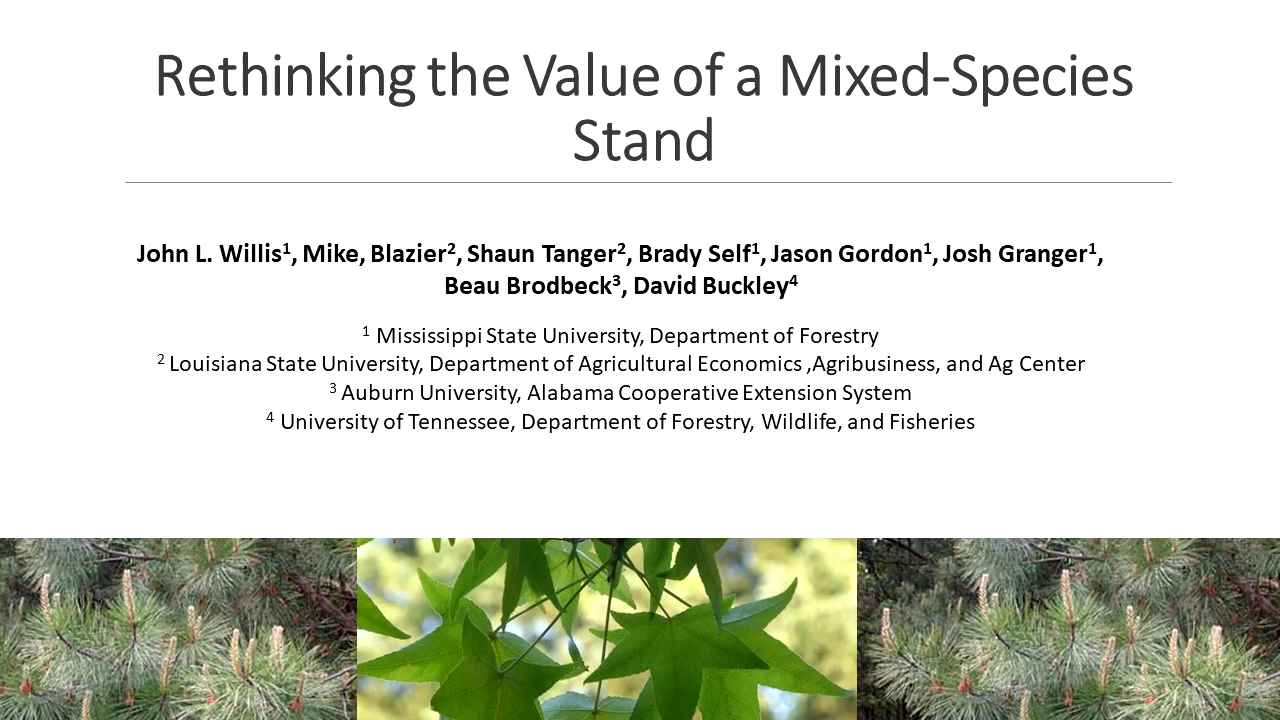 Rethinking the Value of a Mixed-Species
Stand
John L. Willis¹, Mike, Blazier², Shaun Tanger², Brady Self¹, Jason Gordon¹, Josh Granger¹,
Beau Brodbeck³, David Buckley⁴
¹ Mississippi State University, Department of Forestry
² Louisiana State University, Department of Agricultural Economics ,Agribusiness, and Ag Center
³ Auburn University, Alabama Cooperative Extension System
⁴ University of Tennessee, Department of Forestry, Wildlife, and Fisheries